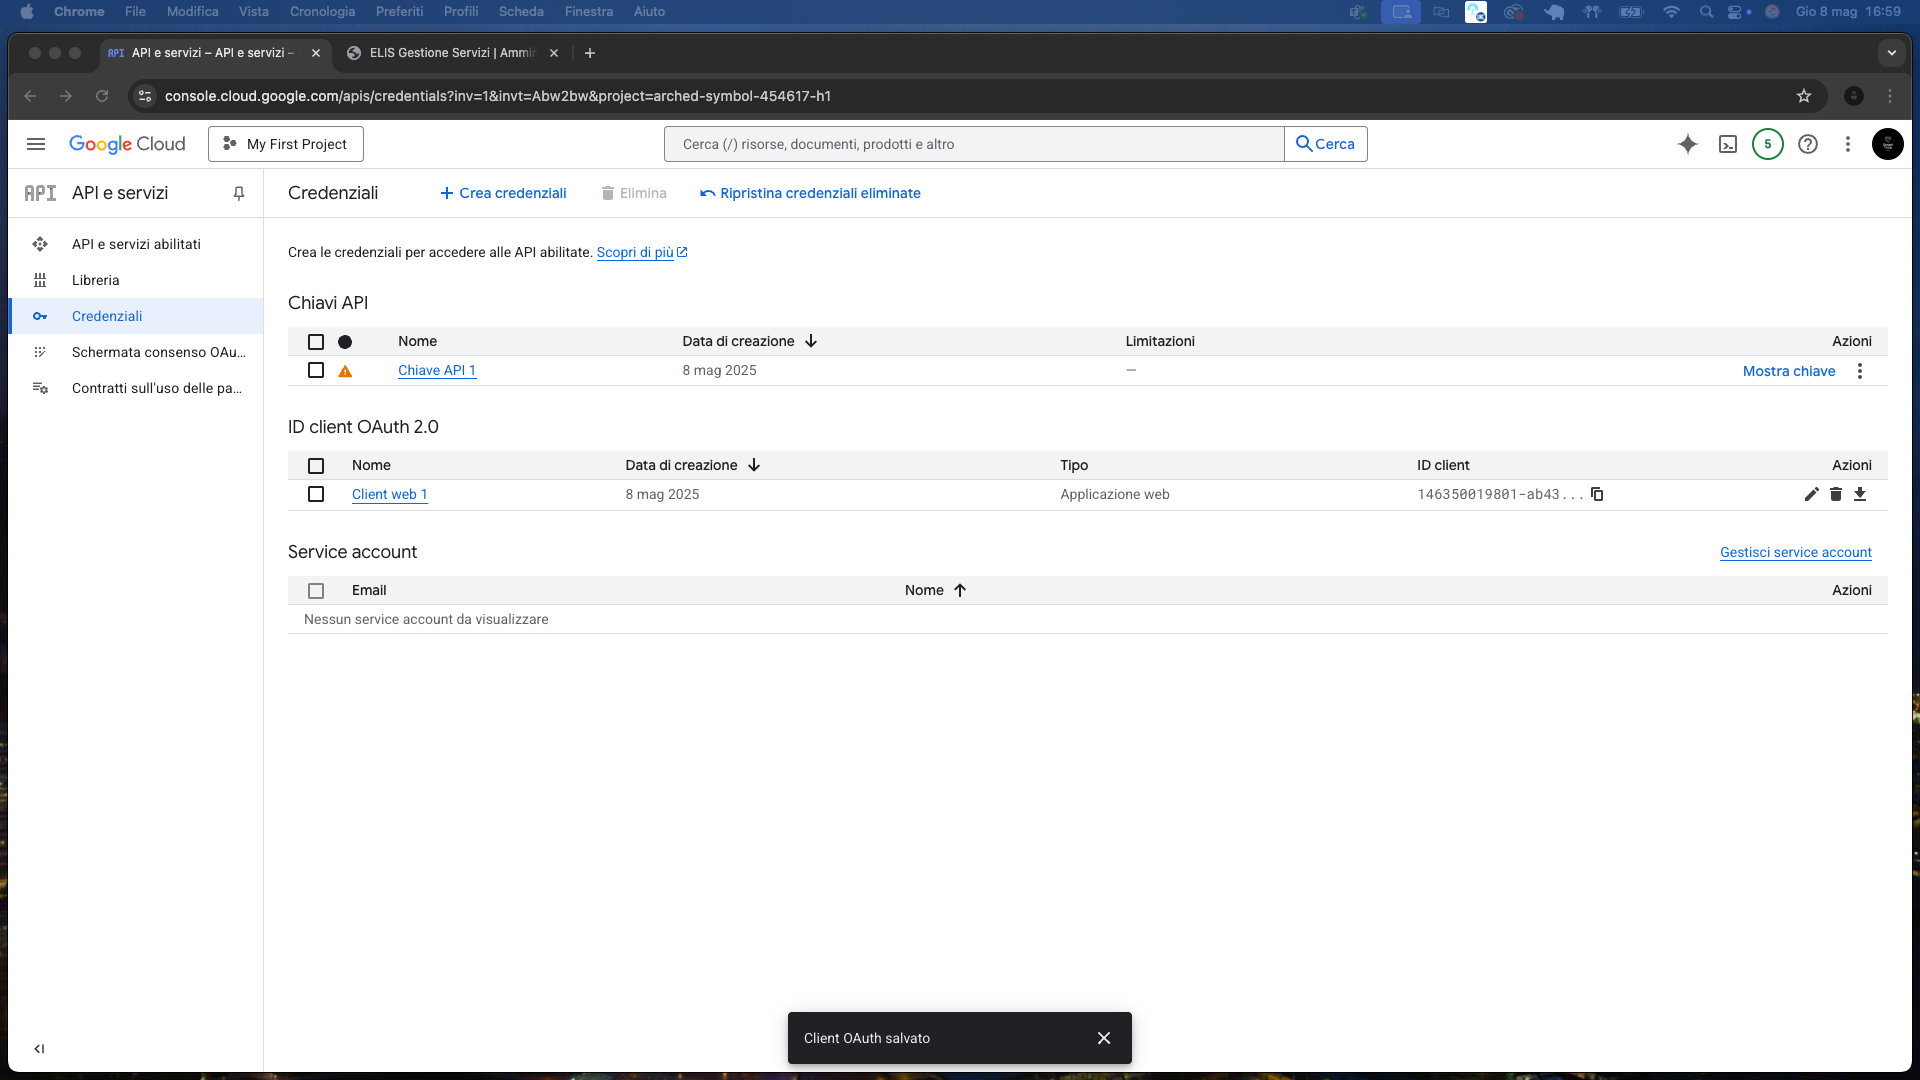 Chrome File Modifica Vista Cronologia Preferiti Profili Scheda Finestra Aiuto Gio 8 mag 16:59
API API e servizi – API e servizi – ELIS Gestione Servizi | Ammi
console.cloud.google.com/apis/credentials?inv=1&invt=Abw2bw&project=arched-symbol-454617-h1
Google Cloud My First Project Cerca (/) risorse, documenti, prodotti e altro Cerca 5
API API e servizi Credenziali Crea credenziali Elimina Ripristina credenziali eliminate
API e servizi abilitati
Libreria
Credenziali
Schermata consenso OAu...
Contratti sull'uso delle pa...
Crea le credenziali per accedere alle API abilitate. Scopri di più
Chiavi API
Nome Data di creazione Limitazioni Azioni
Chiave API 1 8 mag 2025 — Mostra chiave
ID client OAuth 2.0
Nome Data di creazione Tipo ID client Azioni
Client web 1 8 mag 2025 Applicazione web 146350019801-ab43...
Service account Gestisci service account
Email Nome Azioni
Nessun service account da visualizzare
Client OAuth salvato